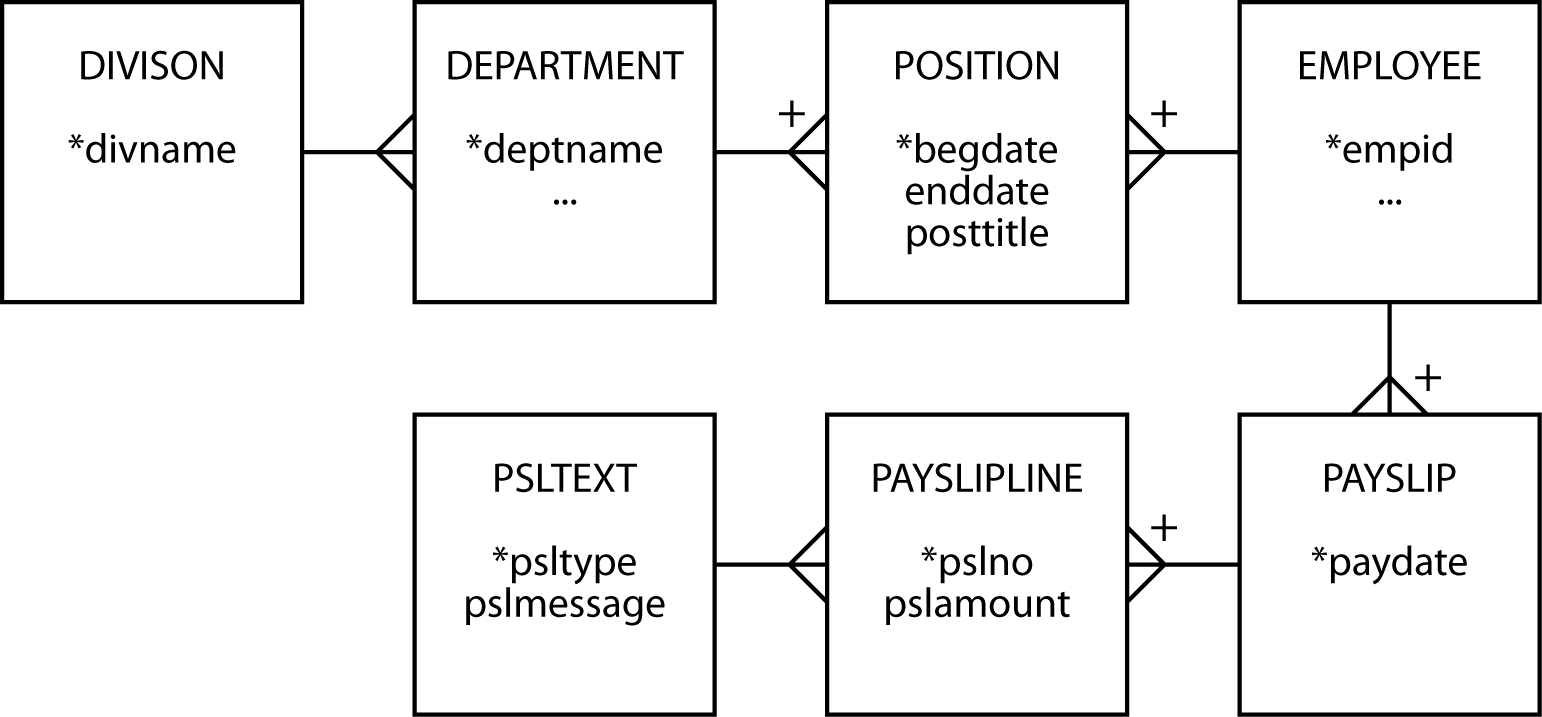 DIVISON
*divname
DEPARTMENT
*deptname
...
+
POSITION
*begdate
enddate
posttitle
+
EMPLOYEE
*empid
...
+
PSLTEXT
*psltype
pslmessage
PAYSLIPLINE
*pslno
pslamount
+
PAYSLIP
*paydate